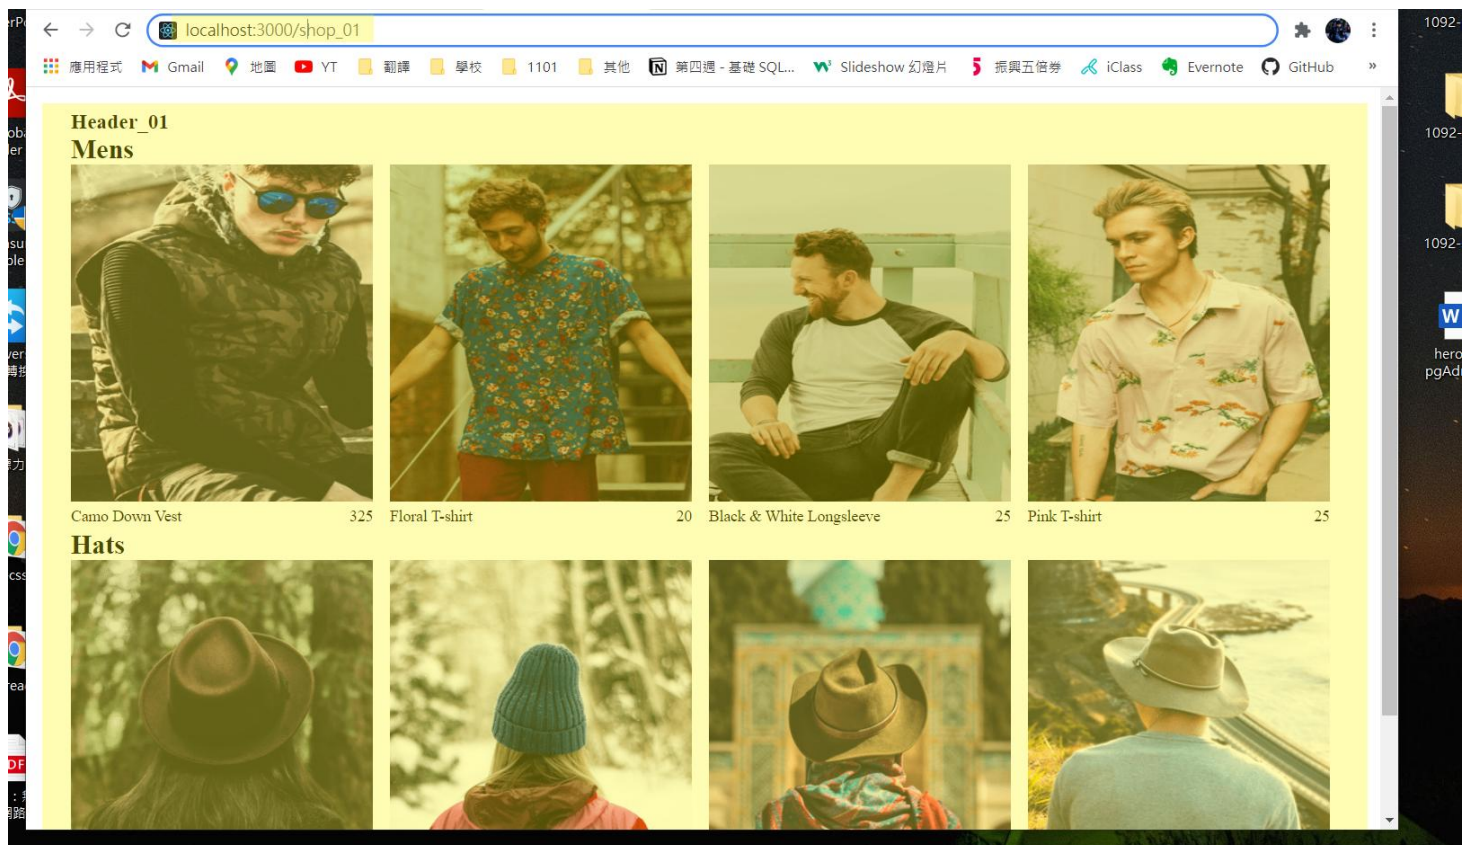 localhost:3000/shop_01
應用程式 Gmail 地圖 YT 翻譯 學校 1101 其他 第四週 - 基礎 SQL... Slideshow 幻燈片 振興五倍券 iClass Evernote GitHub »
Header_01
Mens
Camo Down Vest 325 Floral T-shirt 20 Black & White Longsleeve 25 Pink T-shirt 25
Hats
1092-
1092-
1092-
hero
pgAd